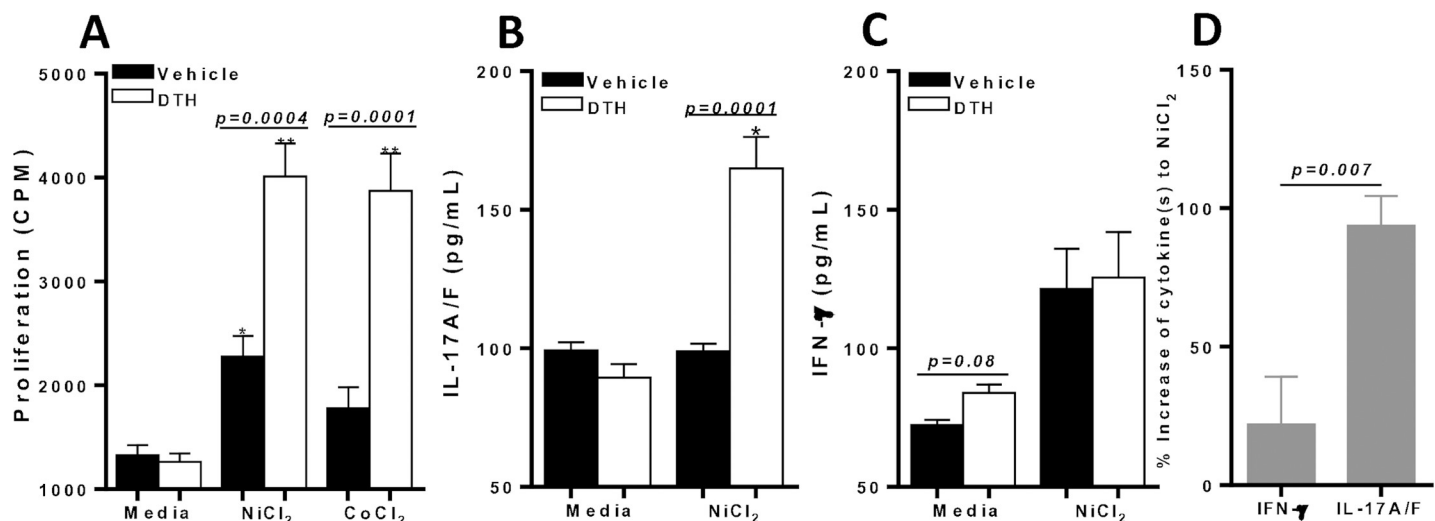 A
Proliferation (CPM)
5000
4000
3000
2000
1000
Vehicle
DTH
p=0.0004
p=0.0001
*
**
**
Media
NiCl₂
CoCl₂
B
IL-17A/F (pg/mL)
200
150
100
50
Vehicle
DTH
p=0.0001
*
Media
NiCl₂
C
IFN-γ (pg/mL)
200
150
100
50
Vehicle
DTH
p=0.08
Media
NiCl₂
D
% Increase of cytokine(s) to NiCl₂
150
100
50
0
p=0.007
IFN-γ
IL-17A/F